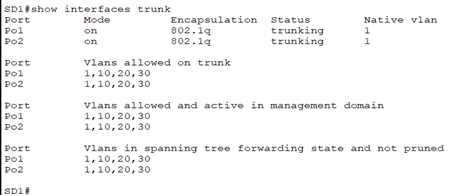 SD1#show interfaces trunk
Port Mode Encapsulation Status Native vlan
Po1 on 802.1q trunking 1
Po2 on 802.1q trunking 1
Port Vlans allowed on trunk
Po1 1,10,20,30
Po2 1,10,20,30
Port Vlans allowed and active in management domain
Po1 1,10,20,30
Po2 1,10,20,30
Port Vlans in spanning tree forwarding state and not pruned
Po1 1,10,20,30
Po2 1,10,20,30
SD1#